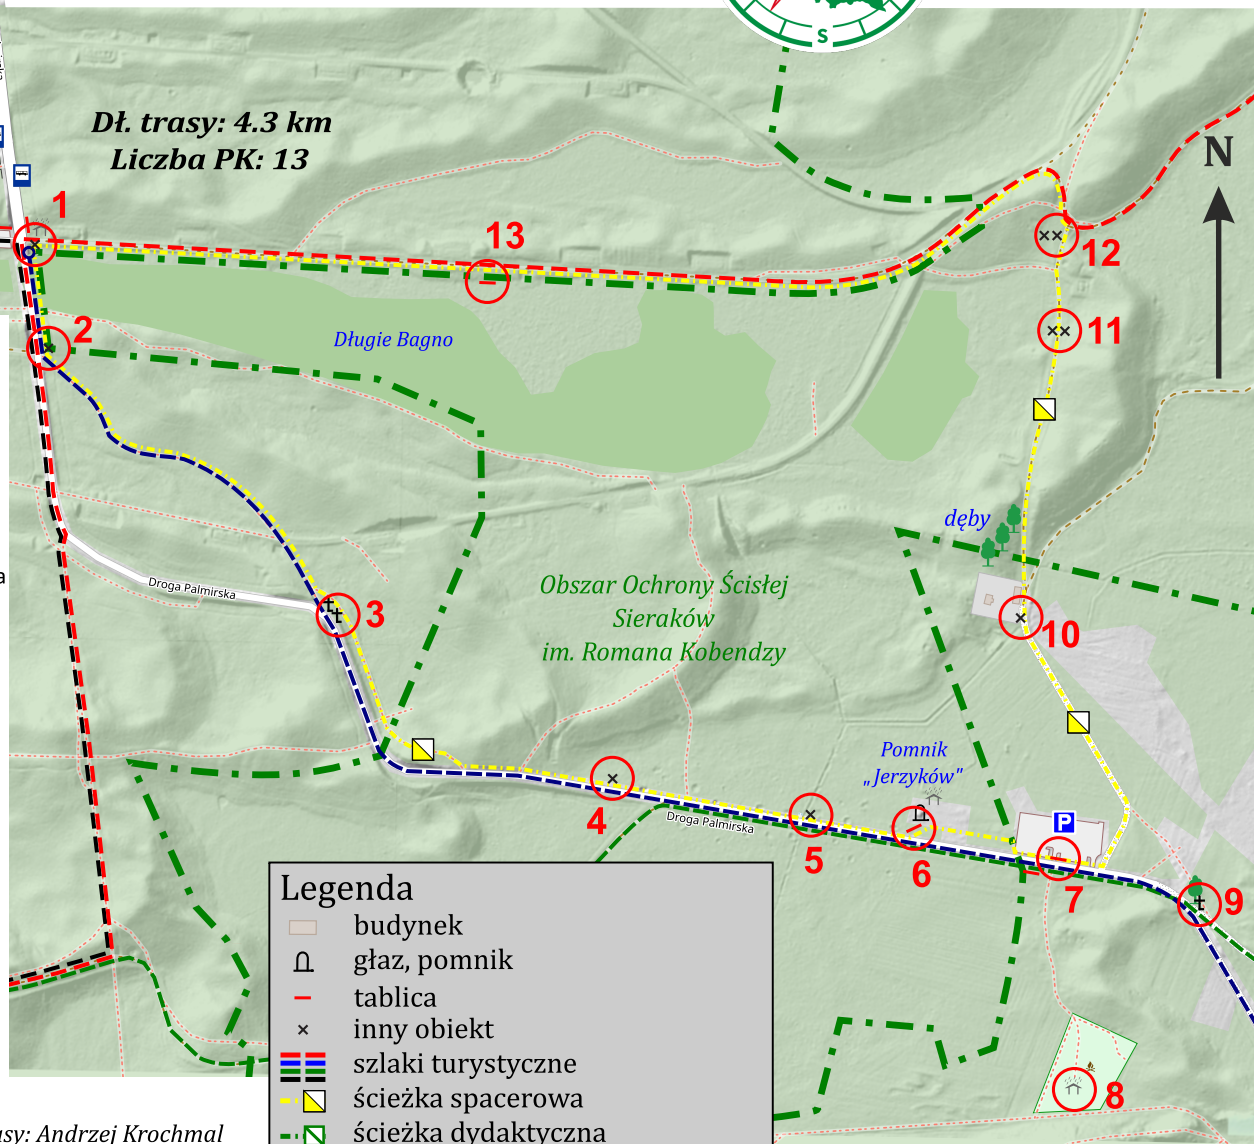 S
Dł. trasy: 4.3 km
Liczba PK: 13
N
1
13
12
2
Długie Bagno
11
dęby
Droga Palmirska
3
Obszar Ochrony Ścisłej
Sieraków
im. Romana Kobendzy
10
Pomnik
„Jerzyków"
P
4
Droga Palmirska
5
6
7
9
8
Legenda
budynek
głaz, pomnik
tablica
inny obiekt
szlaki turystyczne
ścieżka spacerowa
ścieżka dydaktyczna
asy: Andrzej Krochmal